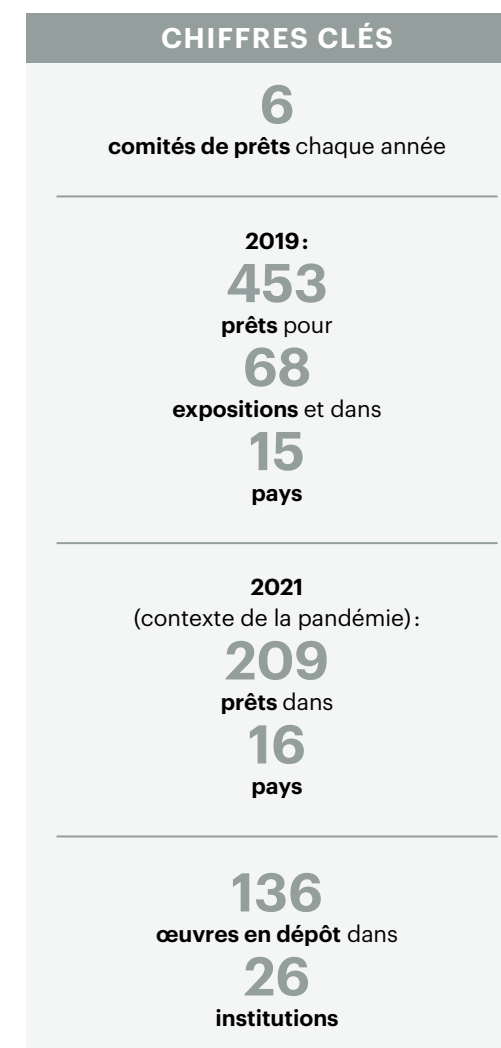 CHIFFRES CLÉS
6
comités de prêts chaque année
2019 :
453
prêts pour
68
expositions et dans
15
pays
2021
(contexte de la pandémie) :
209
prêts dans
16
pays
136
œuvres en dépôt dans
26
institutions